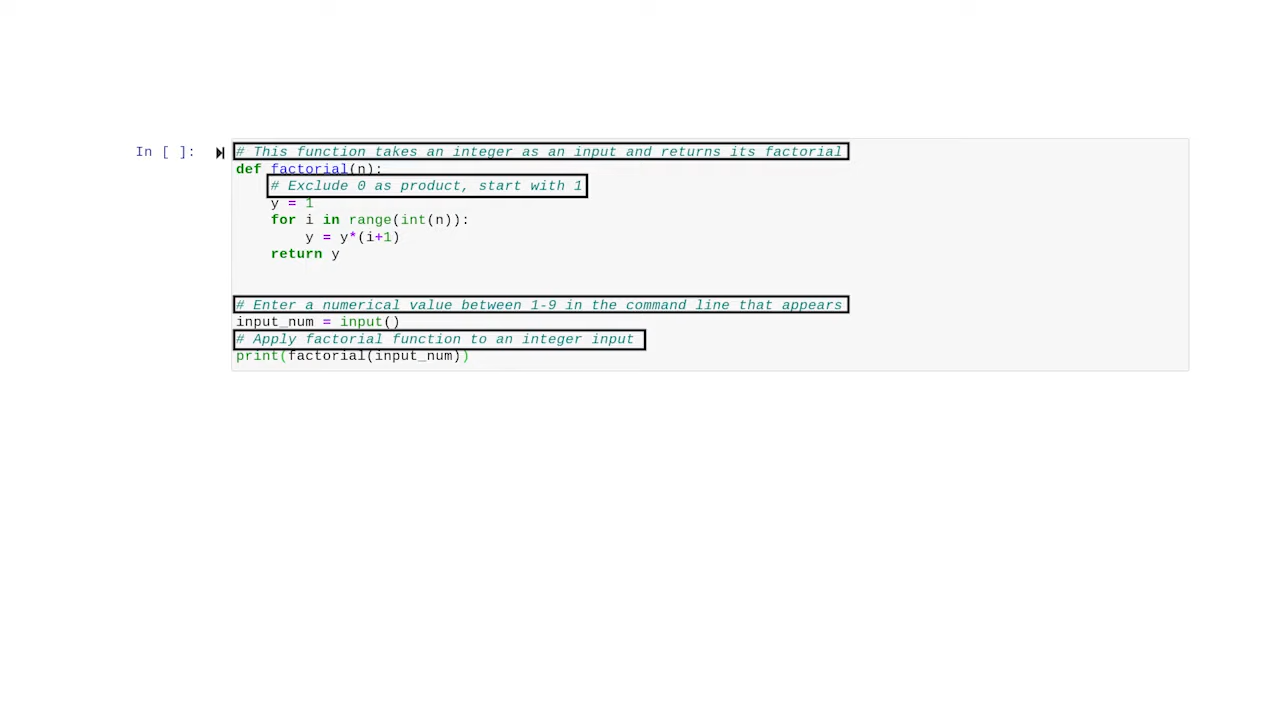 In [ ]: # This function takes an integer as an input and returns its factorial
def factorial(n):
    # Exclude 0 as product, start with 1
    y = 1
    for i in range(int(n)):
        y = y*(i+1)
    return y
# Enter a numerical value between 1-9 in the command line that appears
input_num = input()
# Apply factorial function to an integer input
print(factorial(input_num))